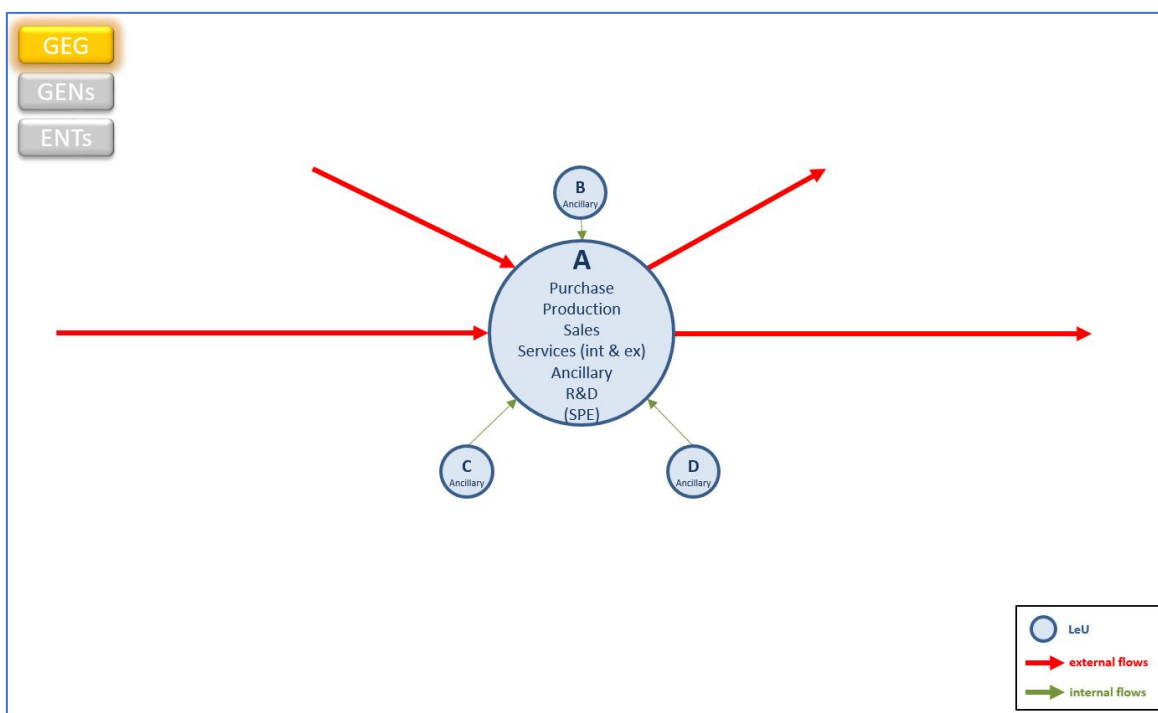 GEG
GENs
ENTs
B
Ancillary
A
Purchase
Production
Sales
Services (int & ex)
Ancillary
R&D
(SPE)
C
Ancillary
D
Ancillary
LeU
external flows
internal flows